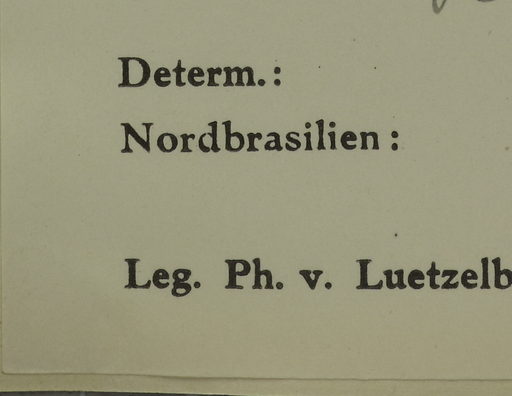 Determ.:
Nordbrasilien:
Leg. Ph. v. Luetzelb